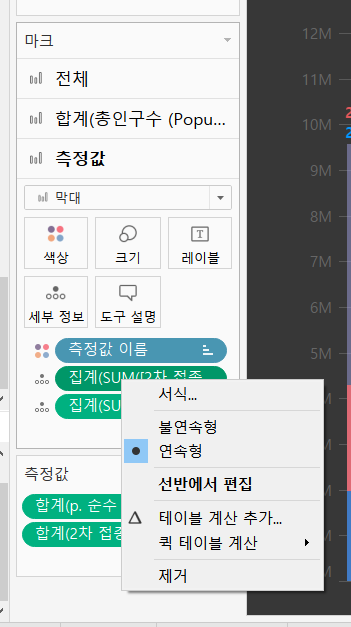 마크
전체
합계(총인구수 (Popu...
측정값
막대
색상
크기
레이블
세부 정보
도구 설명
측정값 이름
집계(SUM([2차 접종
집계(SU
서식...
불연속형
연속형
선반에서 편집
테이블 계산 추가...
퀵 테이블 계산
제거
측정값
합계(p. 순수
합계(2차 접종
12M
11M
10M
9M
8M
7M
6M
5M
2
2